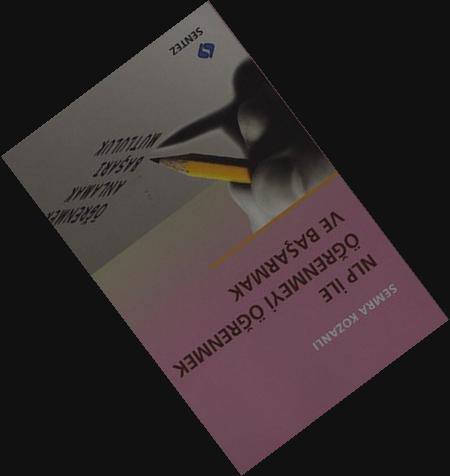 SEMRA KOZANLI
NLP İLE
ÖĞRENMEYİ ÖĞRENMEK
VE BAŞARMAK
ÖĞRENMEK
ANLAMAK
BAŞARI
MUTLULUK
SENTEZ